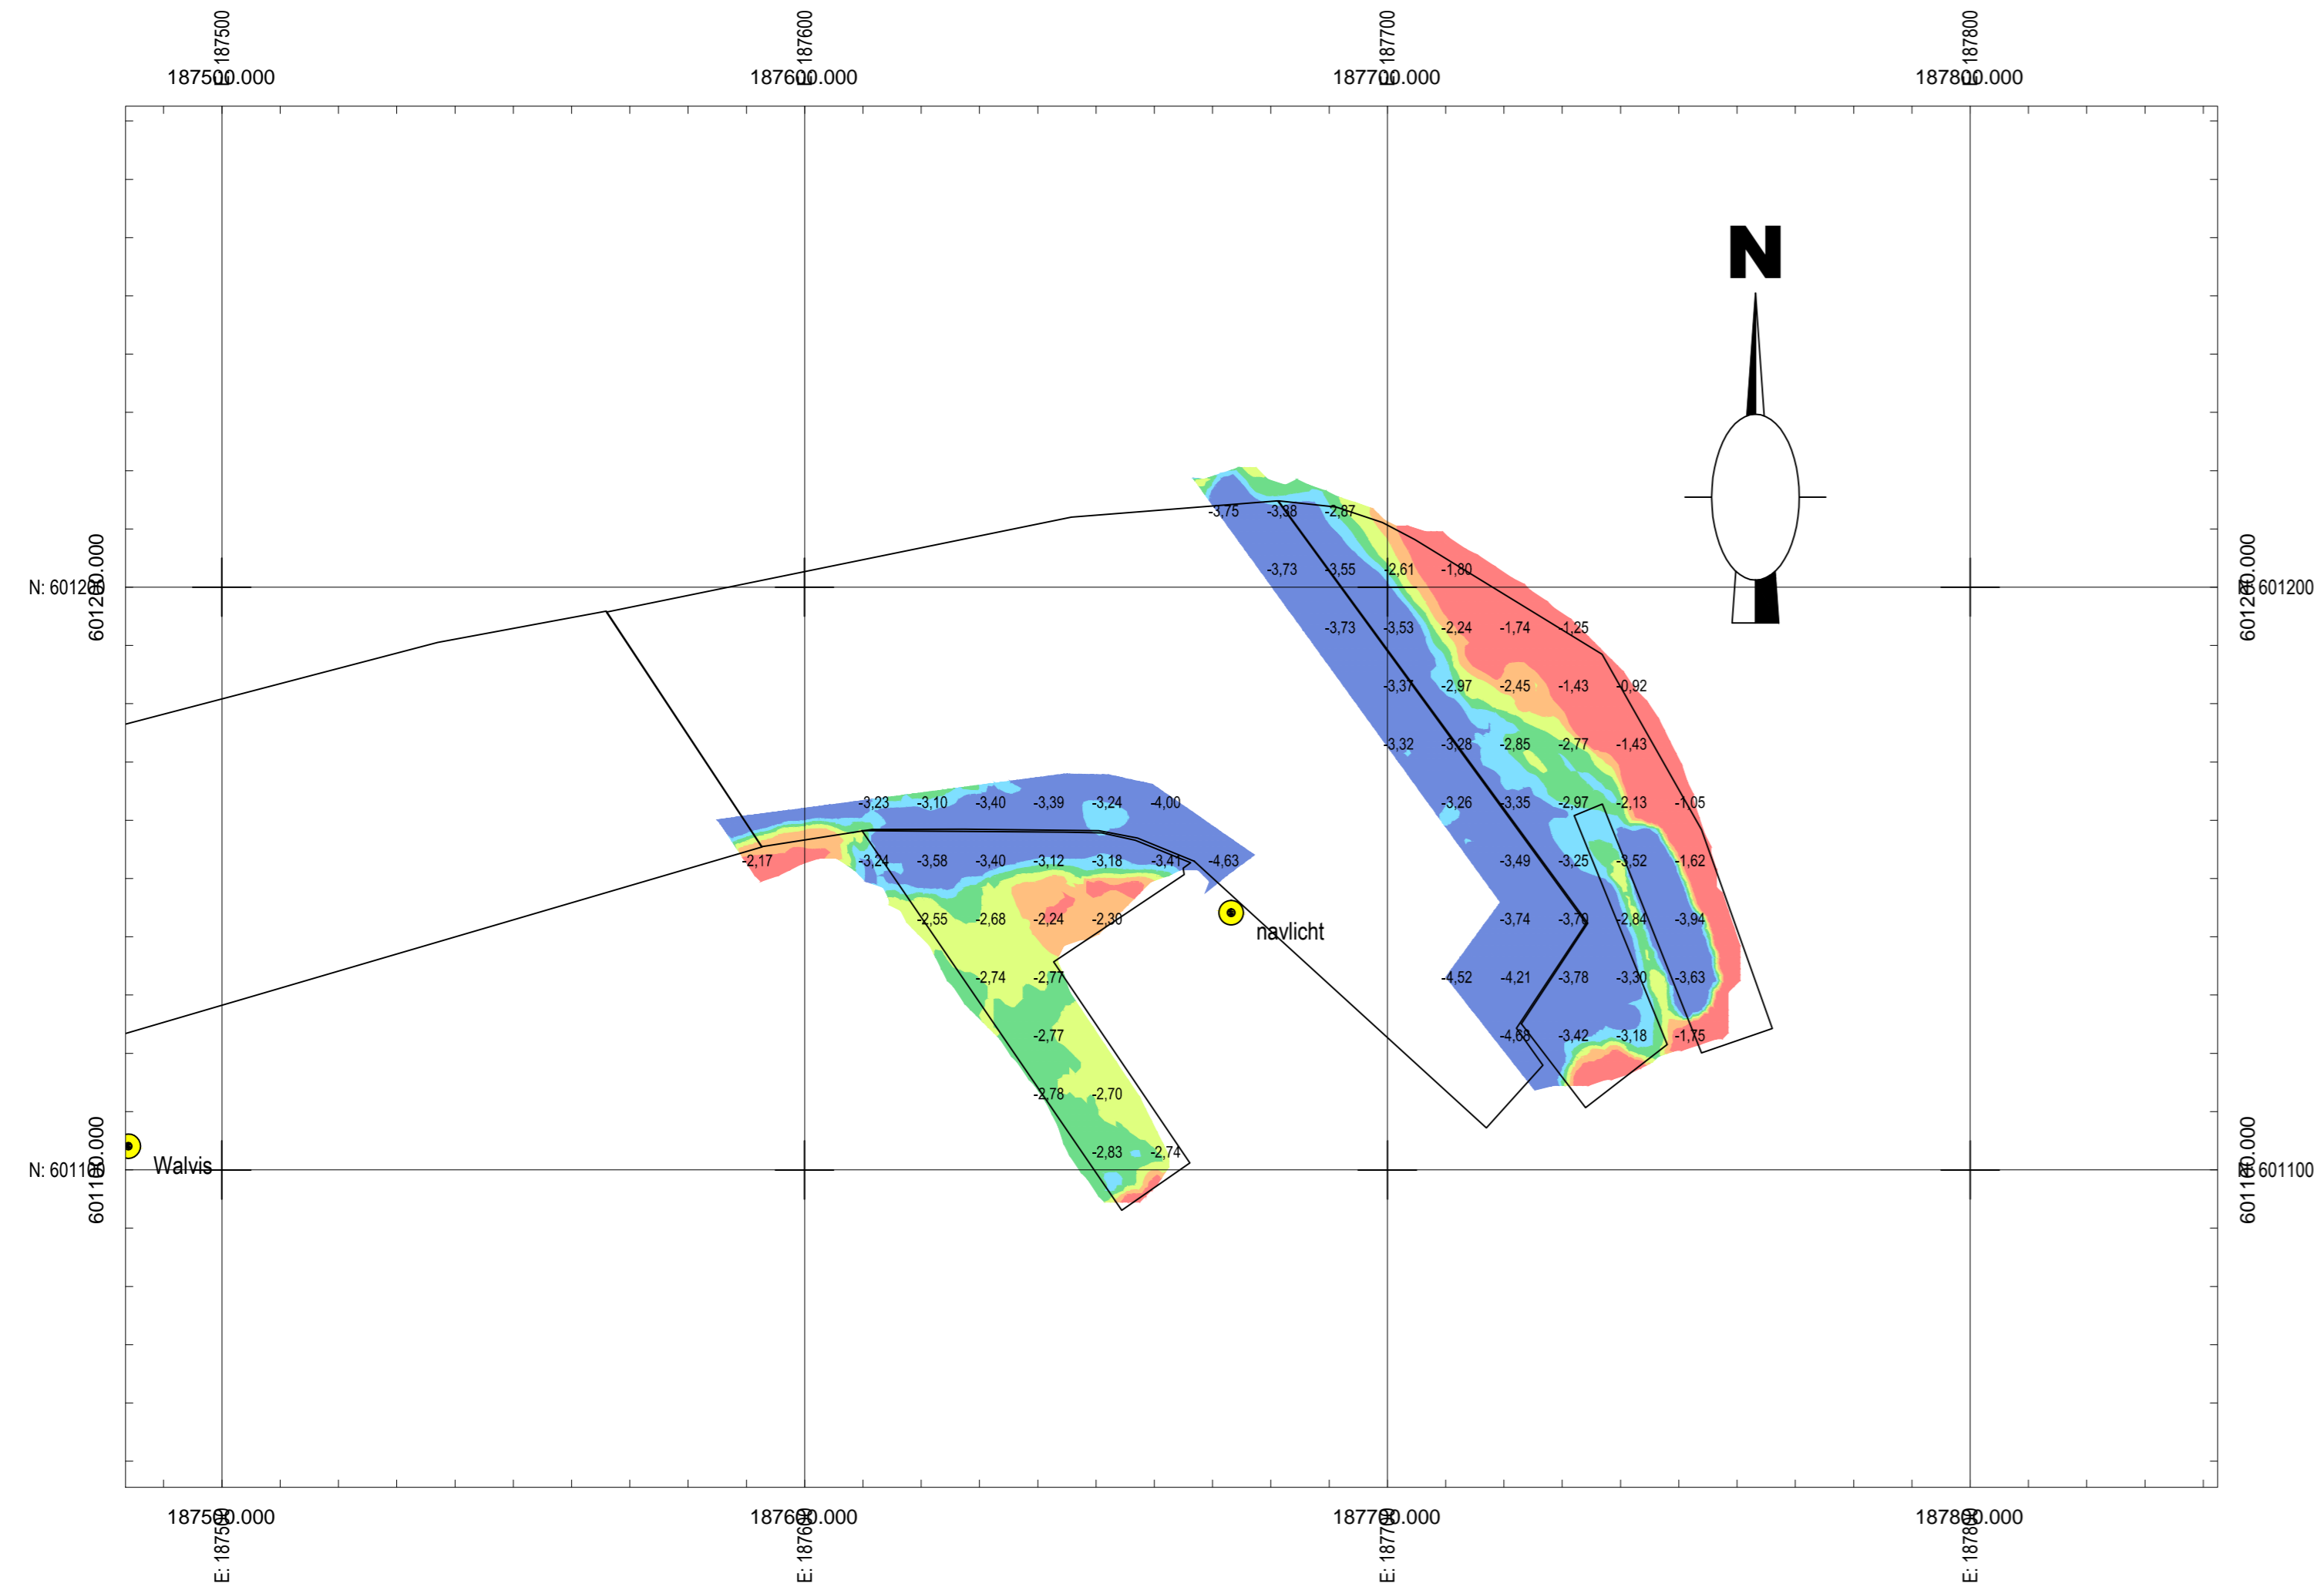 E: 187500 E: 187600 E: 187700 E: 187800
187500.000 187600.000 187700.000 187800.000
N
-3,75 -3,38 -2,87
601200.000 601200.000
-3,73 -3,55 -2,61 -1,80
N: 601200 N: 601200
-3,73 -3,53 -2,24 -1,74 -1,25
-3,37 -2,97 -2,45 -1,43 -0,92
-3,32 -3,28 -2,85 -2,77 -1,43
-3,23 -3,10 -3,40 -3,39 -3,24 -4,00 -3,26 -3,35 -2,97 -2,13 -1,05
-2,17 -3,24 -3,58 -3,40 -3,12 -3,18 -3,41 -4,63 -3,49 -3,25 -3,52 -1,62
-2,55 -2,68 -2,24 -2,30 -3,74 -3,70 -2,84 -3,94
navlicht
-2,74 -2,77 -4,52 -4,21 -3,78 -3,30 -3,63
-2,77 -4,68 -3,42 -3,18 -1,75
-2,78 -2,70
-2,83 -2,74
601100.000 601100.000
Walvis
N: 601100 N: 601100
187500.000 187600.000 187700.000 187800.000
E: 187500 E: 187600 E: 187700 E: 187800